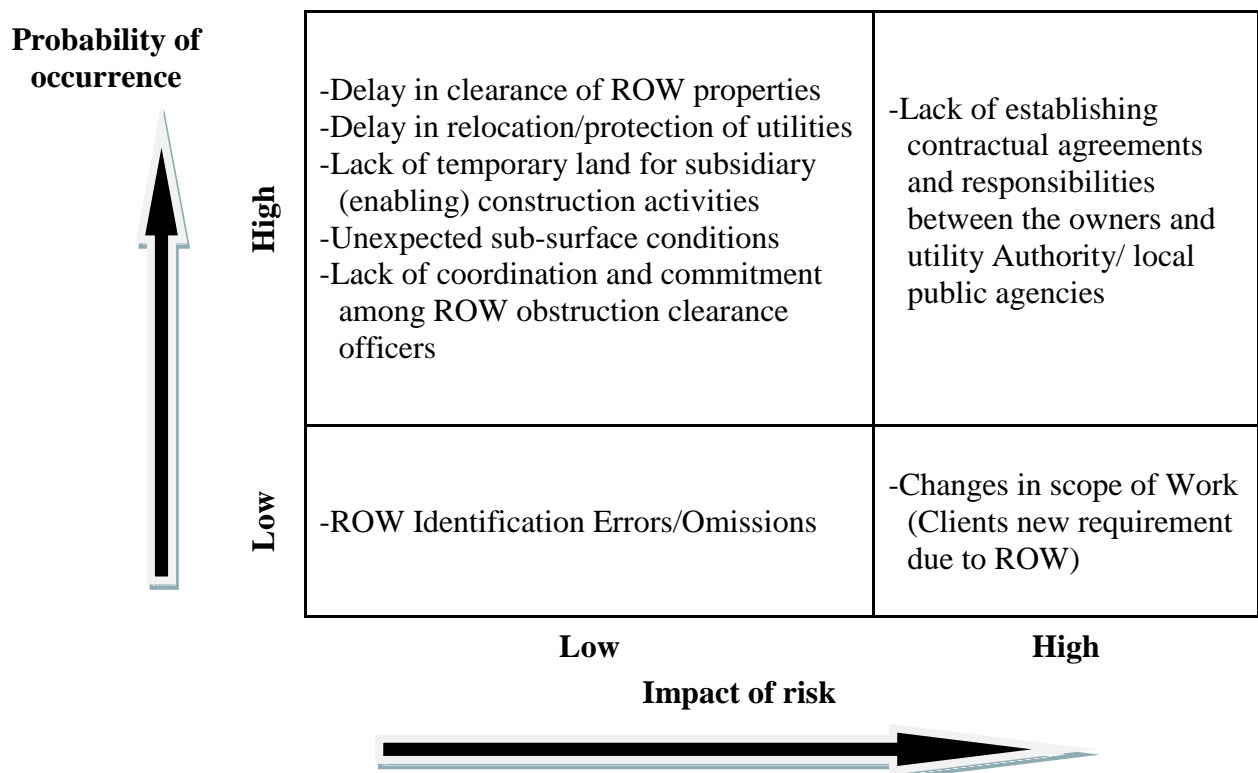 Probability of
occurrence
High
-Delay in clearance of ROW properties
-Delay in relocation/protection of utilities
-Lack of temporary land for subsidiary
(enabling) construction activities
-Unexpected sub-surface conditions
-Lack of coordination and commitment
among ROW obstruction clearance
officers
-Lack of establishing
contractual agreements
and responsibilities
between the owners and
utility Authority/ local
public agencies
Low
-ROW Identification Errors/Omissions
-Changes in scope of Work
(Clients new requirement
due to ROW)
Low
High
Impact of risk